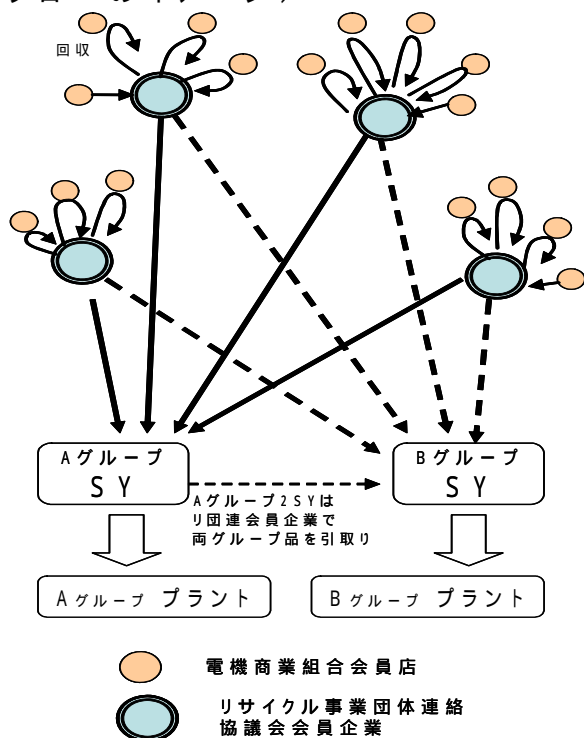 回収
Aグループ
SY
Bグループ
SY
Aグループ2SYは
リ団連会員企業で
両グループ品を引取り
Aグループ プラント
Bグループ プラント
電機商業組合会員店
リサイクル事業団体連絡
協議会会員企業